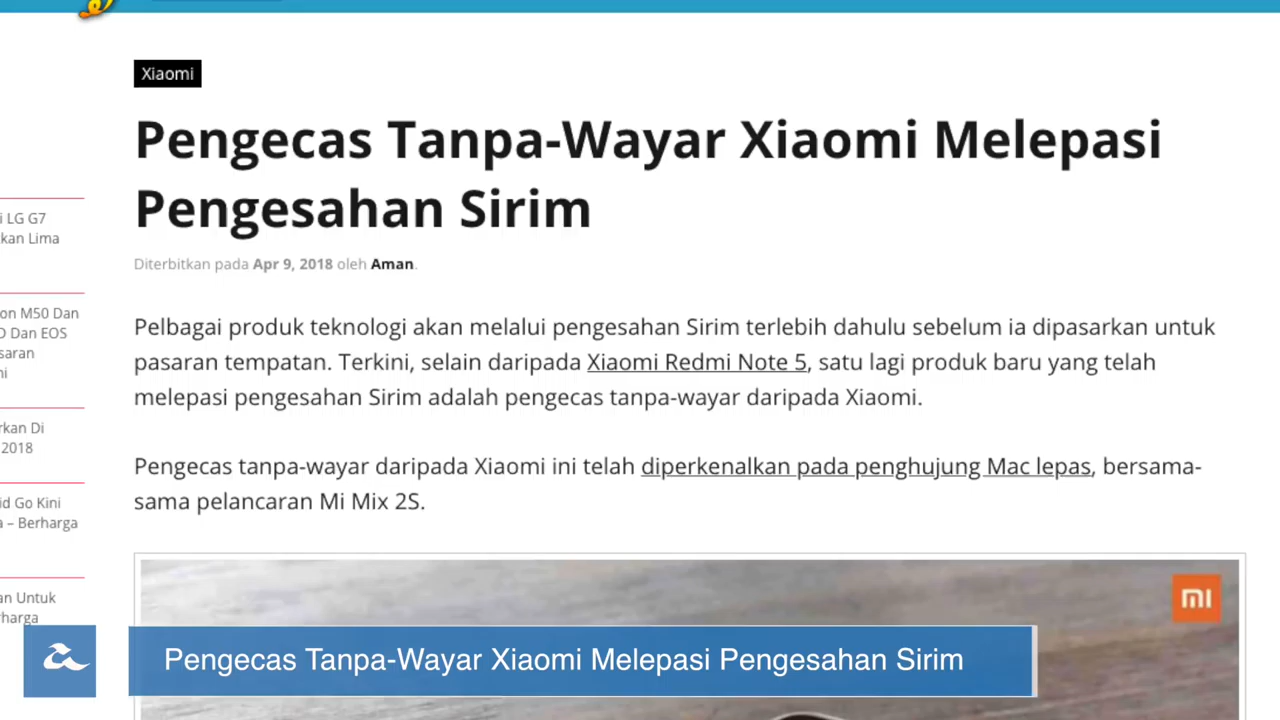 Xiaomi
Pengecas Tanpa-Wayar Xiaomi Melepasi
Pengesahan Sirim
Diterbitkan pada Apr 9, 2018 oleh Aman.
Pelbagai produk teknologi akan melalui pengesahan Sirim terlebih dahulu sebelum ia dipasarkan untuk
pasaran tempatan. Terkini, selain daripada Xiaomi Redmi Note 5, satu lagi produk baru yang telah
melepasi pengesahan Sirim adalah pengecas tanpa-wayar daripada Xiaomi.
Pengecas tanpa-wayar daripada Xiaomi ini telah diperkenalkan pada penghujung Mac lepas, bersama-
sama pelancaran Mi Mix 2S.
i LG G7
kan Lima
on M50 Dan
D Dan EOS
saran
ni
rkan Di
2018
id Go Kini
a – Berharga
an Untuk
rharga
MI
Pengecas Tanpa-Wayar Xiaomi Melepasi Pengesahan Sirim